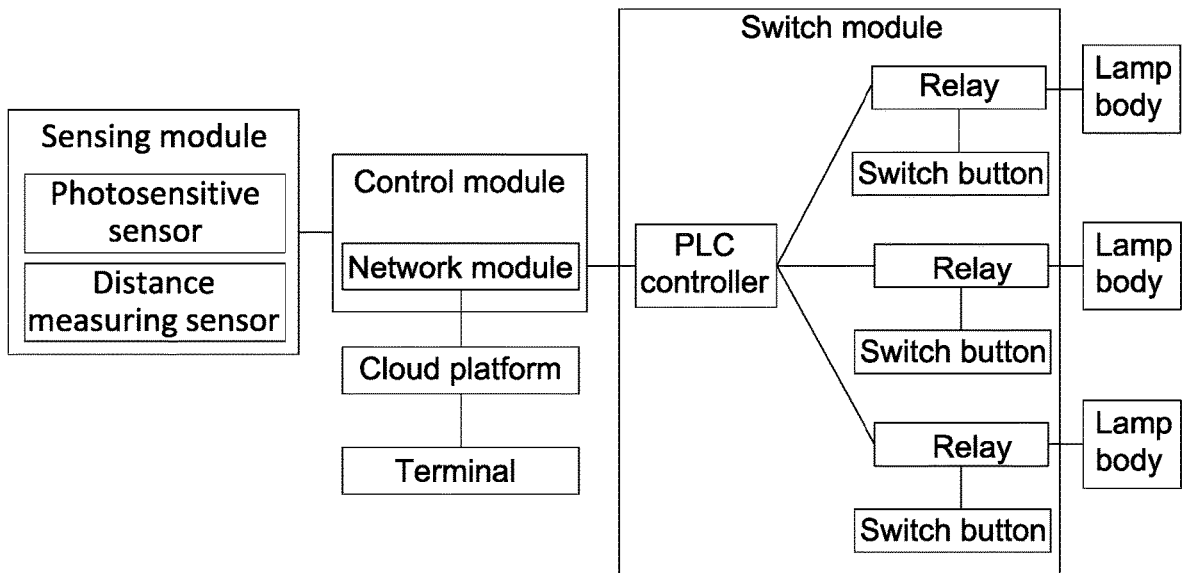 Switch module
Sensing module
Photosensitive
sensor
Distance
measuring sensor
Control module
Network module
Cloud platform
Terminal
PLC
controller
Relay
Switch button
Lamp
body
Relay
Switch button
Lamp
body
Relay
Switch button
Lamp
body